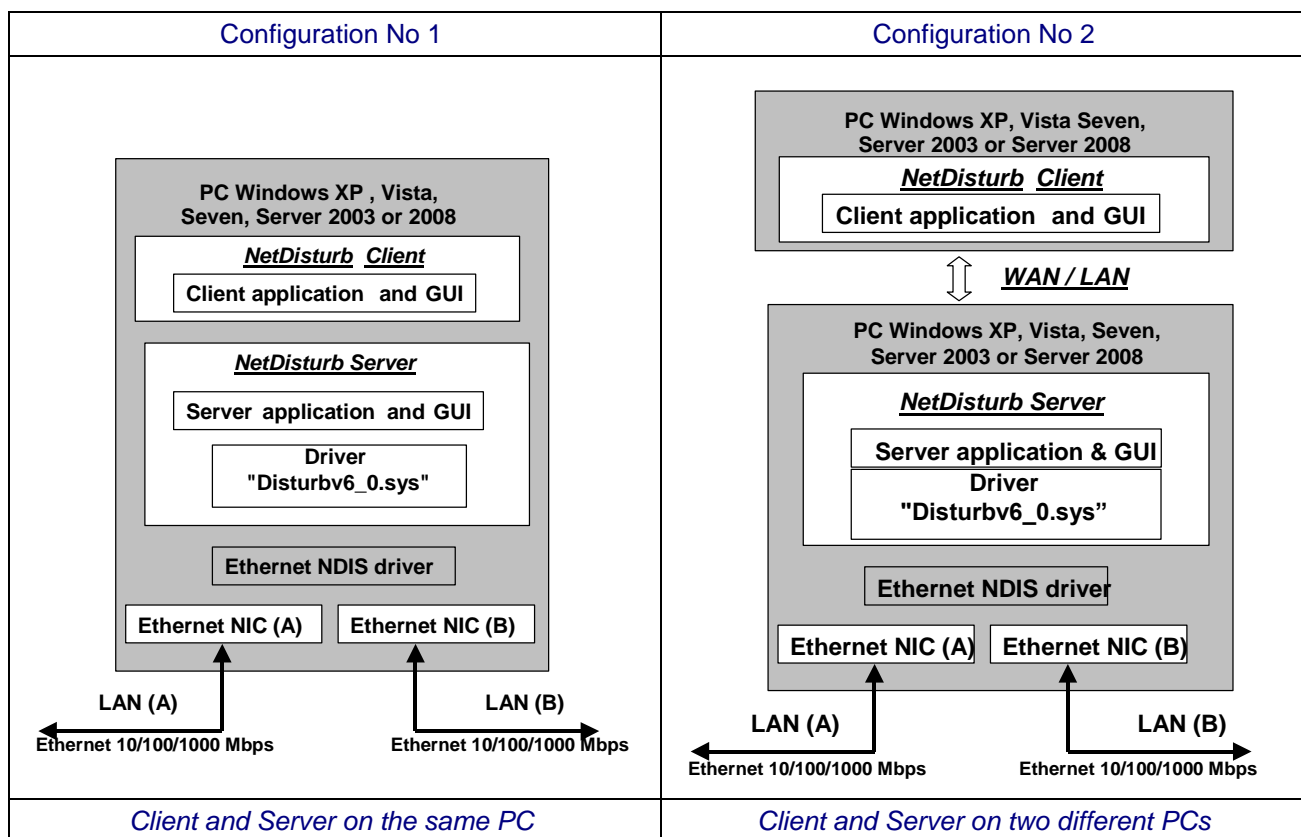 Configuration No 1
PC Windows XP , Vista,
Seven, Server 2003 or 2008
NetDisturb Client
Client application and GUI
NetDisturb Server
Server application and GUI
Driver
"Disturbv6_0.sys"
Ethernet NDIS driver
Ethernet NIC (A)
Ethernet NIC (B)
LAN (A)
LAN (B)
Ethernet 10/100/1000 Mbps
Ethernet 10/100/1000 Mbps
Client and Server on the same PC
Configuration No 2
PC Windows XP, Vista Seven,
Server 2003 or Server 2008
NetDisturb Client
Client application and GUI
WAN / LAN
PC Windows XP, Vista, Seven,
Server 2003 or Server 2008
NetDisturb Server
Server application & GUI
Driver
"Disturbv6_0.sys”
Ethernet NDIS driver
Ethernet NIC (A)
Ethernet NIC (B)
LAN (A)
LAN (B)
Ethernet 10/100/1000 Mbps
Ethernet 10/100/1000 Mbps
Client and Server on two different PCs